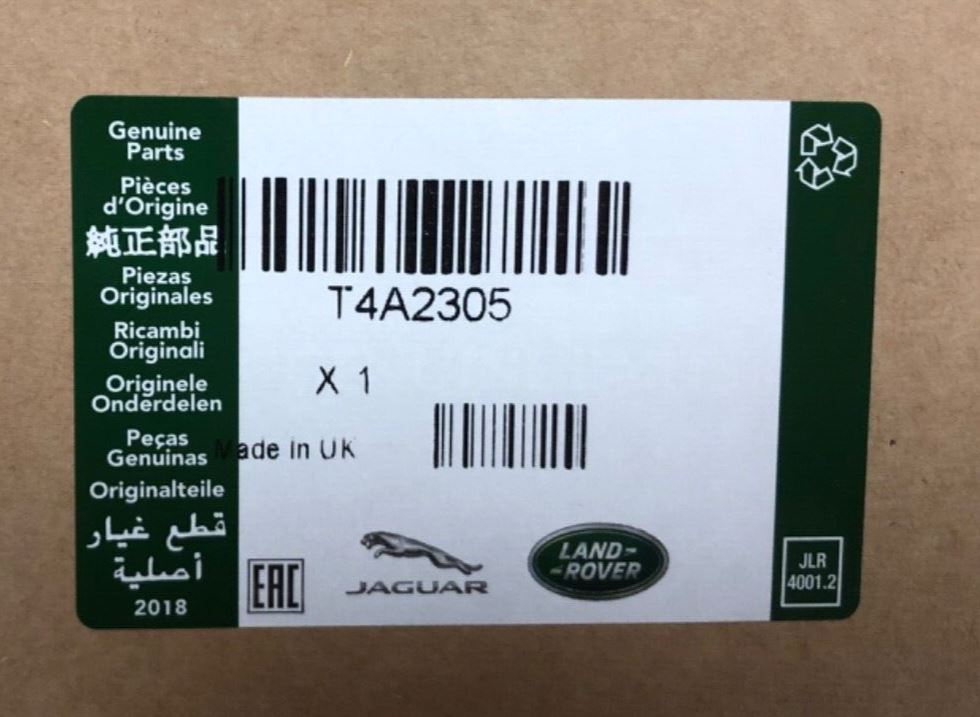 Genuine
Parts
Pièces
d'Origine
純正部品
Piezas
Originales
Ricambi
Originali
Originele
Onderdelen
Peças
Genuinas
Originalteile
قطع غيار
أصلية
2018
T4A2305
X 1
Made In UK
EAC
JAGUAR
LAND-
-ROVER
JLR
4001.2